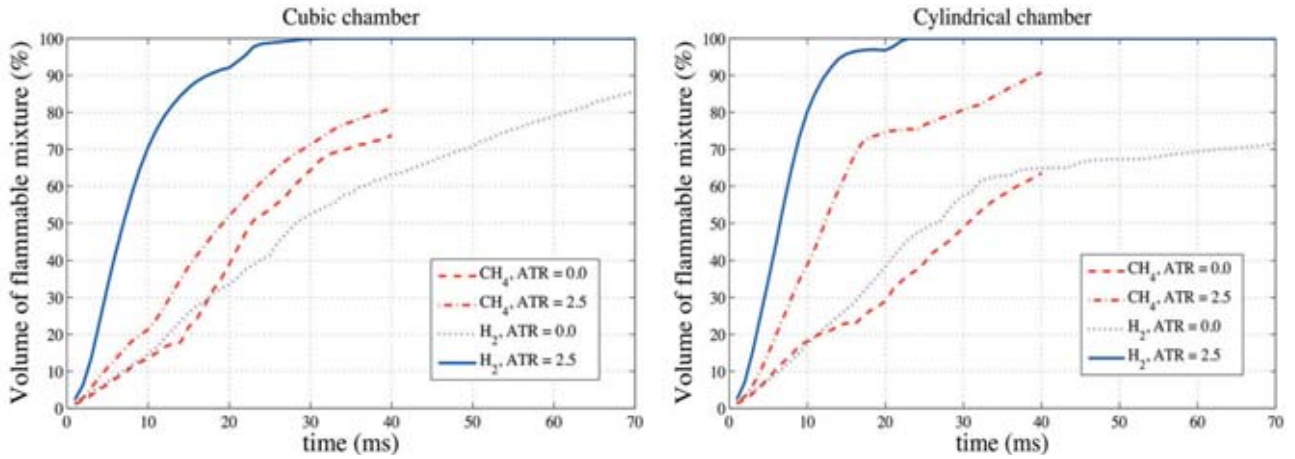 Cubic chamber
Volume of flammable mixture (%)
100
90
80
70
60
50
40
30
20
10
0
0 10 20 30 40 50 60 70
time (ms)
CH4, ATR = 0.0
CH4, ATR = 2.5
H2, ATR = 0.0
H2, ATR = 2.5
Cylindrical chamber
Volume of flammable mixture (%)
100
90
80
70
60
50
40
30
20
10
0
0 10 20 30 40 50 60 70
time (ms)
CH4, ATR = 0.0
CH4, ATR = 2.5
H2, ATR = 0.0
H2, ATR = 2.5